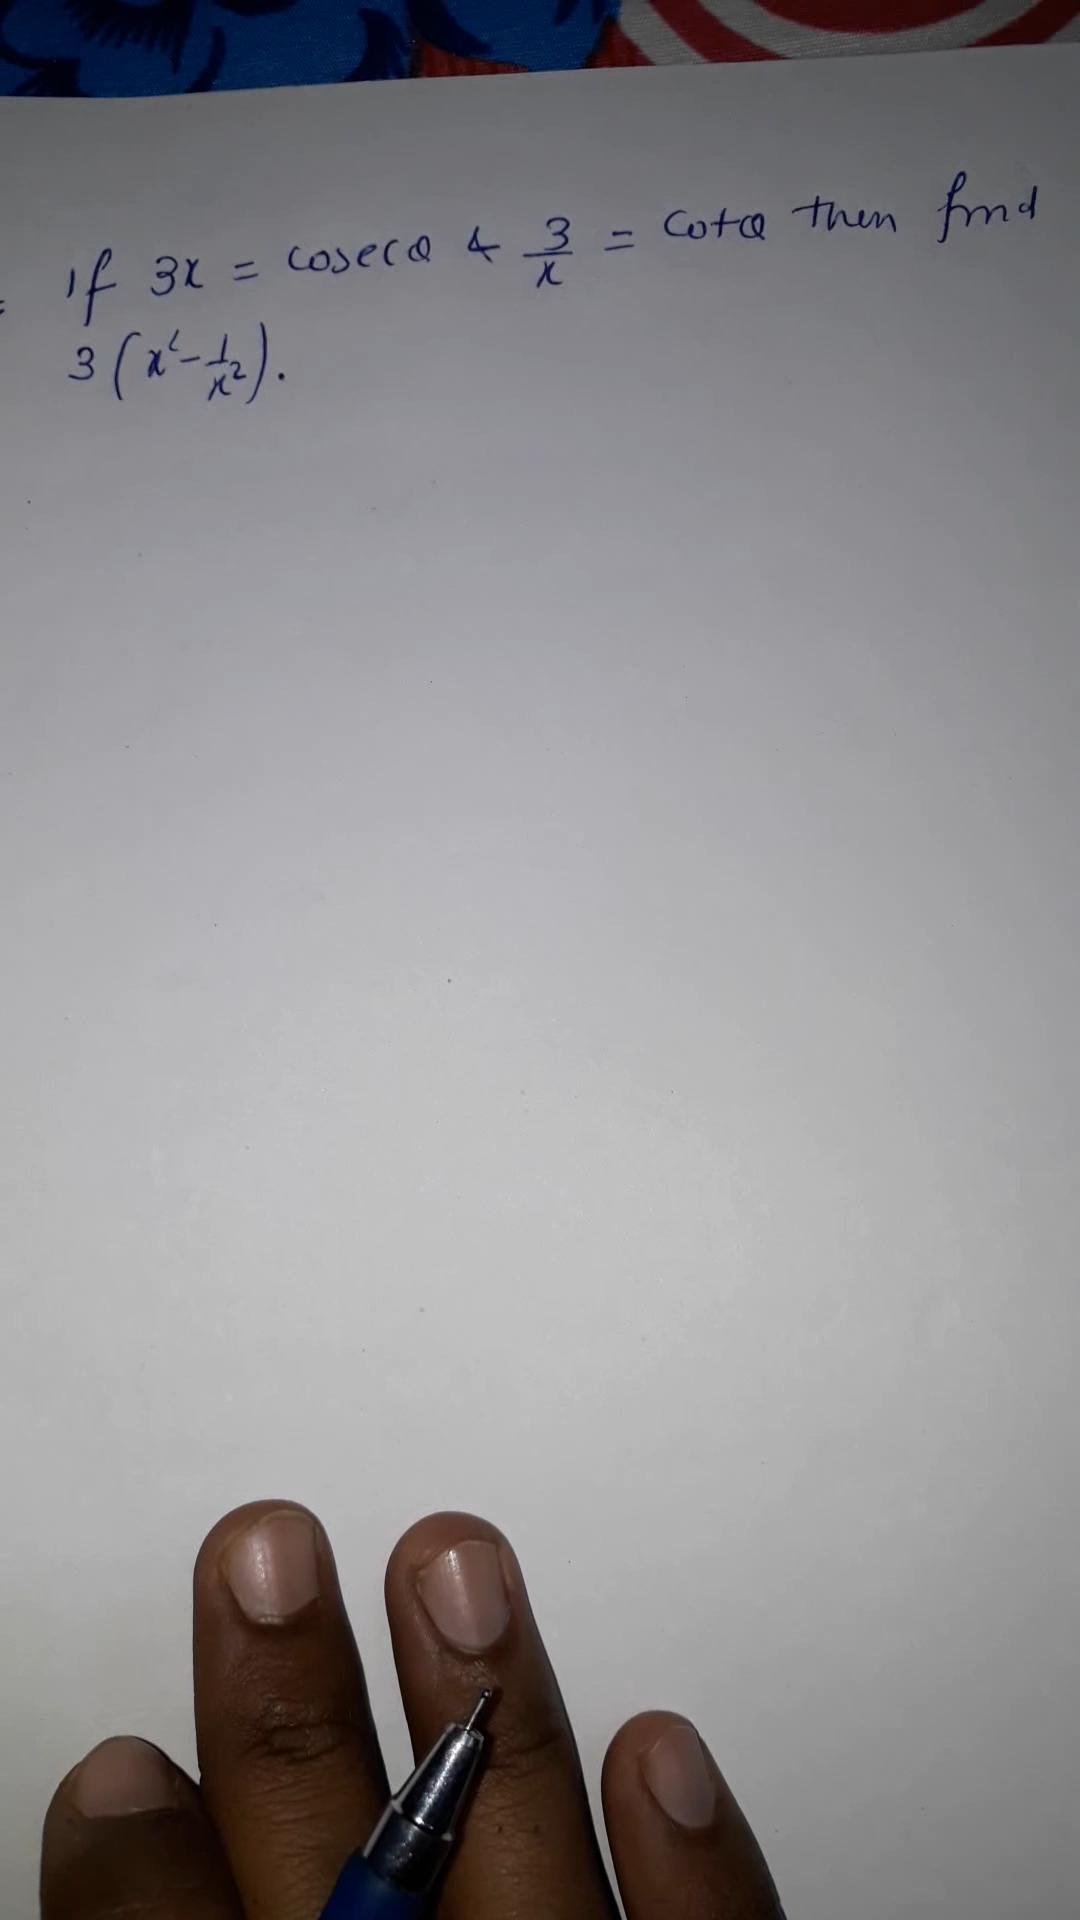 If 3x = cosecθ & 3/x = cotθ then find
3(x² - 1/x²).